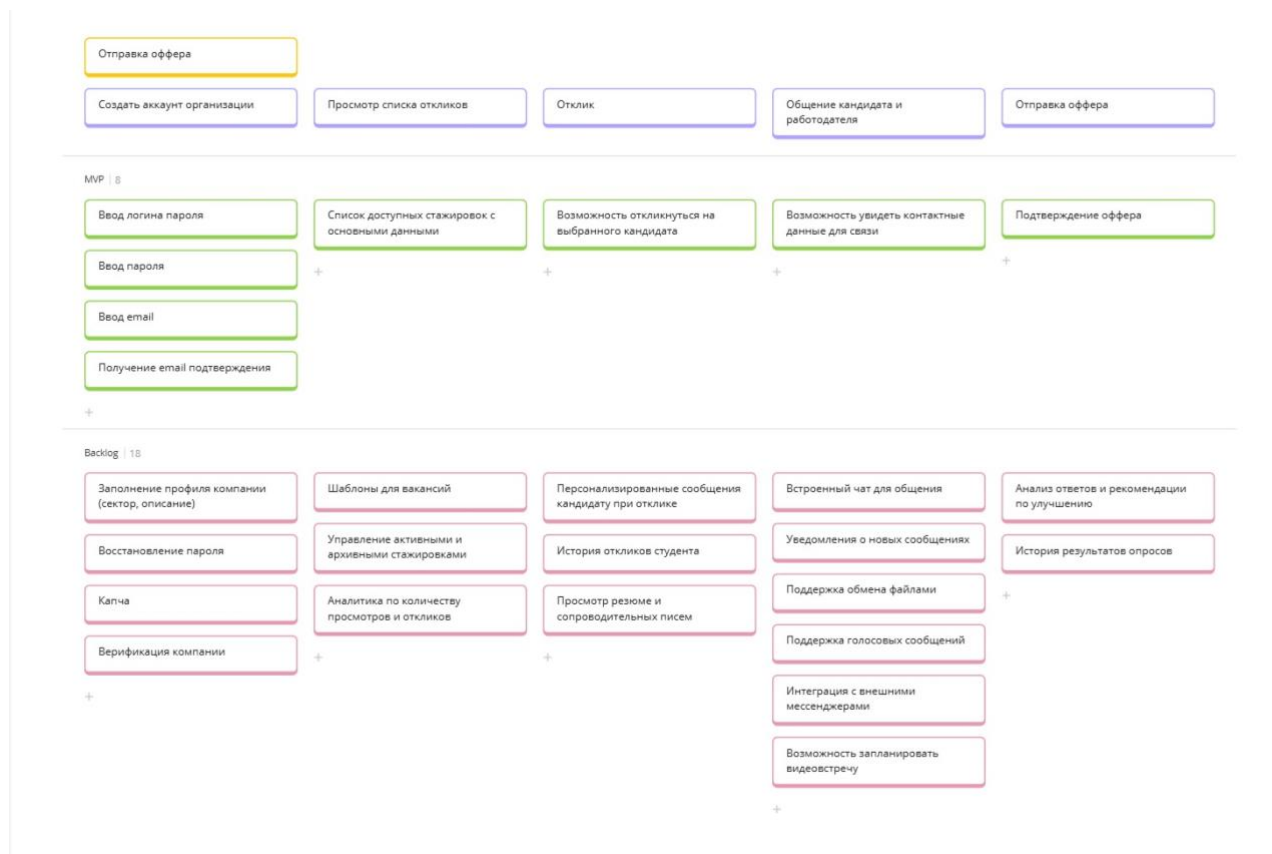 Отправка оффера
Создать аккаунт организации
Просмотр списка откликов
Отклик
Общение кандидата и
работодателя
Отправка оффера
MVP | 8
Ввод логина пароля
Список доступных стажировок с
основными данными
Возможность откликнуться на
выбранного кандидата
Возможность увидеть контактные
данные для связи
Подтверждение оффера
Ввод пароля
Ввод email
Получение email подтверждения
Backlog | 18
Заполнение профиля компании
(сектор, описание)
Шаблоны для вакансий
Персонализированные сообщения
кандидату при отклике
Встроенный чат для общения
Анализ ответов и рекомендации
по улучшению
Восстановление пароля
Управление активными и
архивными стажировками
История откликов студента
Уведомления о новых сообщениях
История результатов опросов
Капча
Аналитика по количеству
просмотров и откликов
Просмотр резюме и
сопроводительных писем
Поддержка обмена файлами
Верификация компании
Поддержка голосовых сообщений
Интеграция с внешними
мессенджерами
Возможность запланировать
видеовстречу